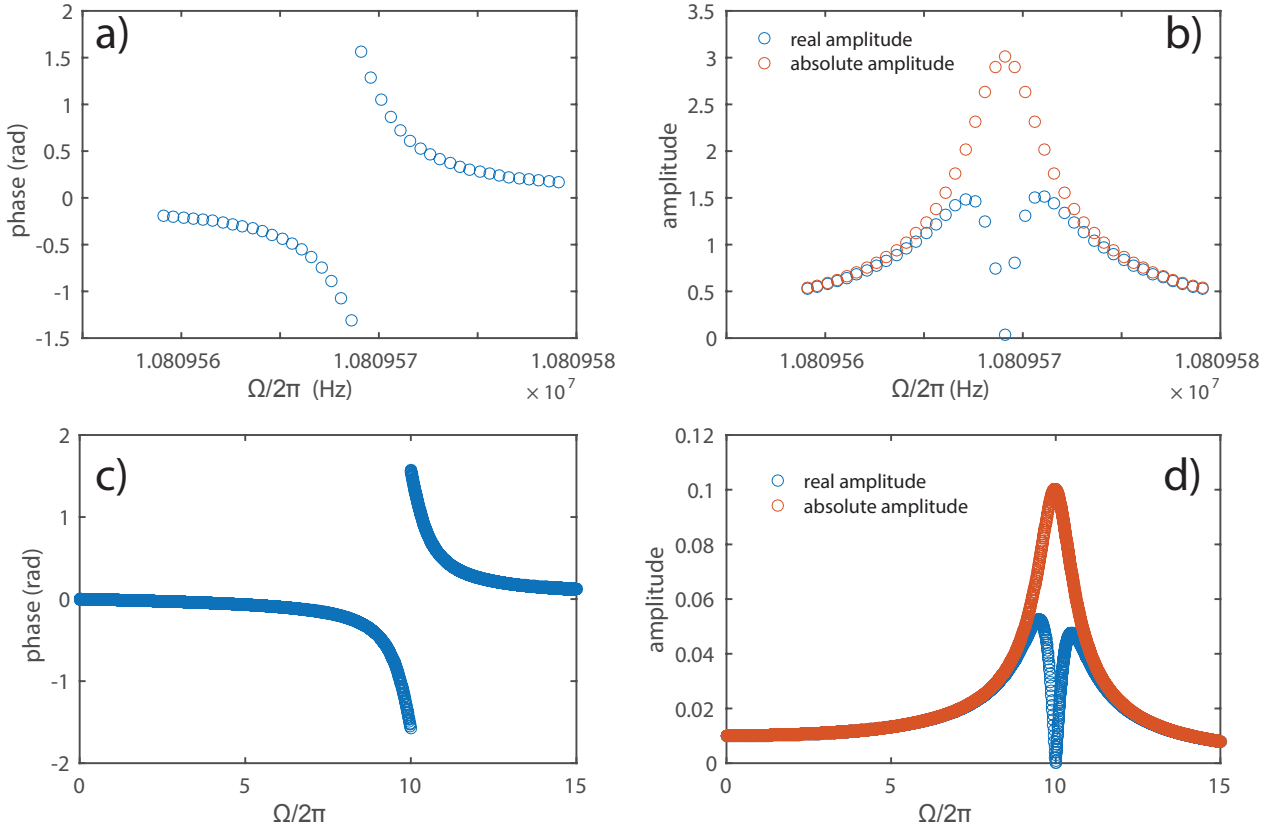 a)
phase (rad)
2
1.5
1
0.5
0
-0.5
-1
-1.5
1.080956
1.080957
1.080958
Ω/2π (Hz)
× 10⁷
b)
real amplitude
absolute amplitude
amplitude
3.5
3
2.5
2
1.5
1
0.5
0
1.080956
1.080957
1.080958
Ω/2π (Hz)
× 10⁷
c)
phase (rad)
2
1
0
-1
-2
0
5
10
15
Ω/2π
d)
real amplitude
absolute amplitude
amplitude
0.12
0.1
0.08
0.06
0.04
0.02
0
0
5
10
15
Ω/2π